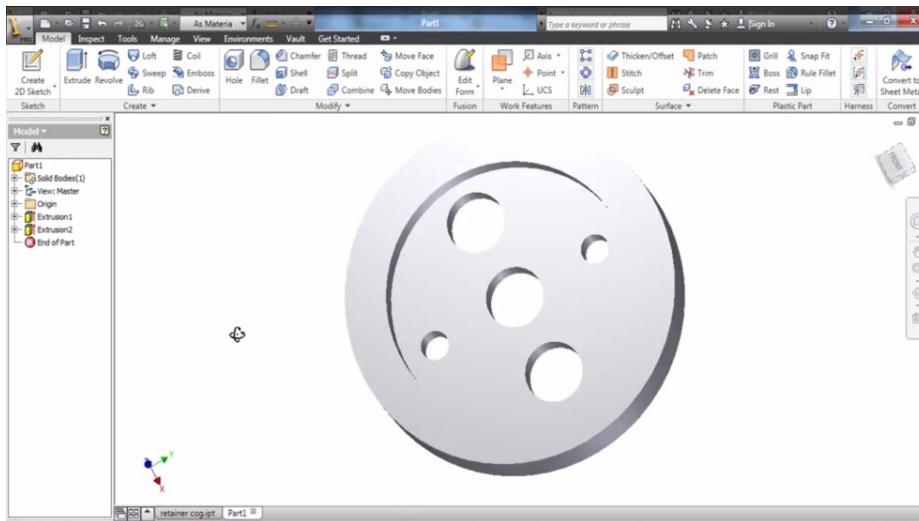 As Materia
Part1
Type a keyword or phrase
Sign In
PRO
Model Inspect Tools Manage View Environments Vault Get Started
Create 2D Sketch
Extrude Revolve
Loft
Sweep
Rib
Coil
Emboss
Derive
Hole Fillet
Chamfer
Shell
Draft
Thread
Split
Combine
Move Face
Copy Object
Move Bodies
Edit Form
Plane
Axis
Point
UCS
Thicken/Offset
Stitch
Sculpt
Patch
Trim
Delete Face
Grill
Boss
Rest
Snap Fit
Rule Fillet
Lip
Convert to
Sheet Meta
Sketch Create Modify Fusion Work Features Pattern Surface Plastic Part Harness Convert
Model
Part1
Solid Bodies(1)
View: Master
Origin
Extrusion1
Extrusion2
End of Part
FRONT
Y
X
retainer cog.ipt Part1